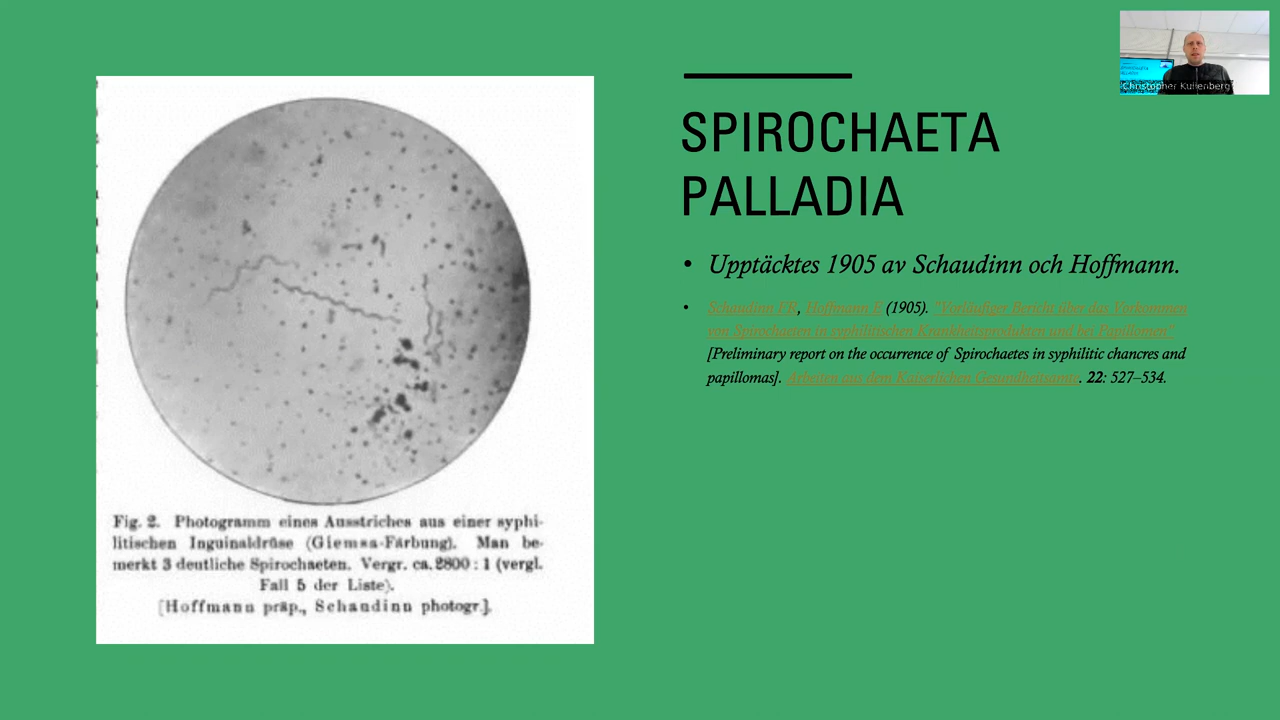 Christopher Kullenberg
SPIROCHAETA
PALLADIA
• Upptäcktes 1905 av Schaudinn och Hoffmann.
• Schaudinn FR, Hoffmann E (1905). "Vorläufiger Bericht über das Vorkommen
von Spirochaeten in syphilitischen Krankheitsprodukten und bei Papillomen"
[Preliminary report on the occurrence of Spirochaetes in syphilitic chancres and
papillomas]. Arbeiten aus dem Kaiserlichen Gesundheitsamte. 22: 527–534.
Fig. 2. Photogramm eines Ausstriches aus einer syphi-
litischen Inguinaldrüse (Giemsa-Färbung). Man be-
merkt 3 deutliche Spirochaeten. Vergr. ca. 2800 : 1 (vergl.
Fall 5 der Liste).
[Hoffmann präp., Schaudinn photogr.].